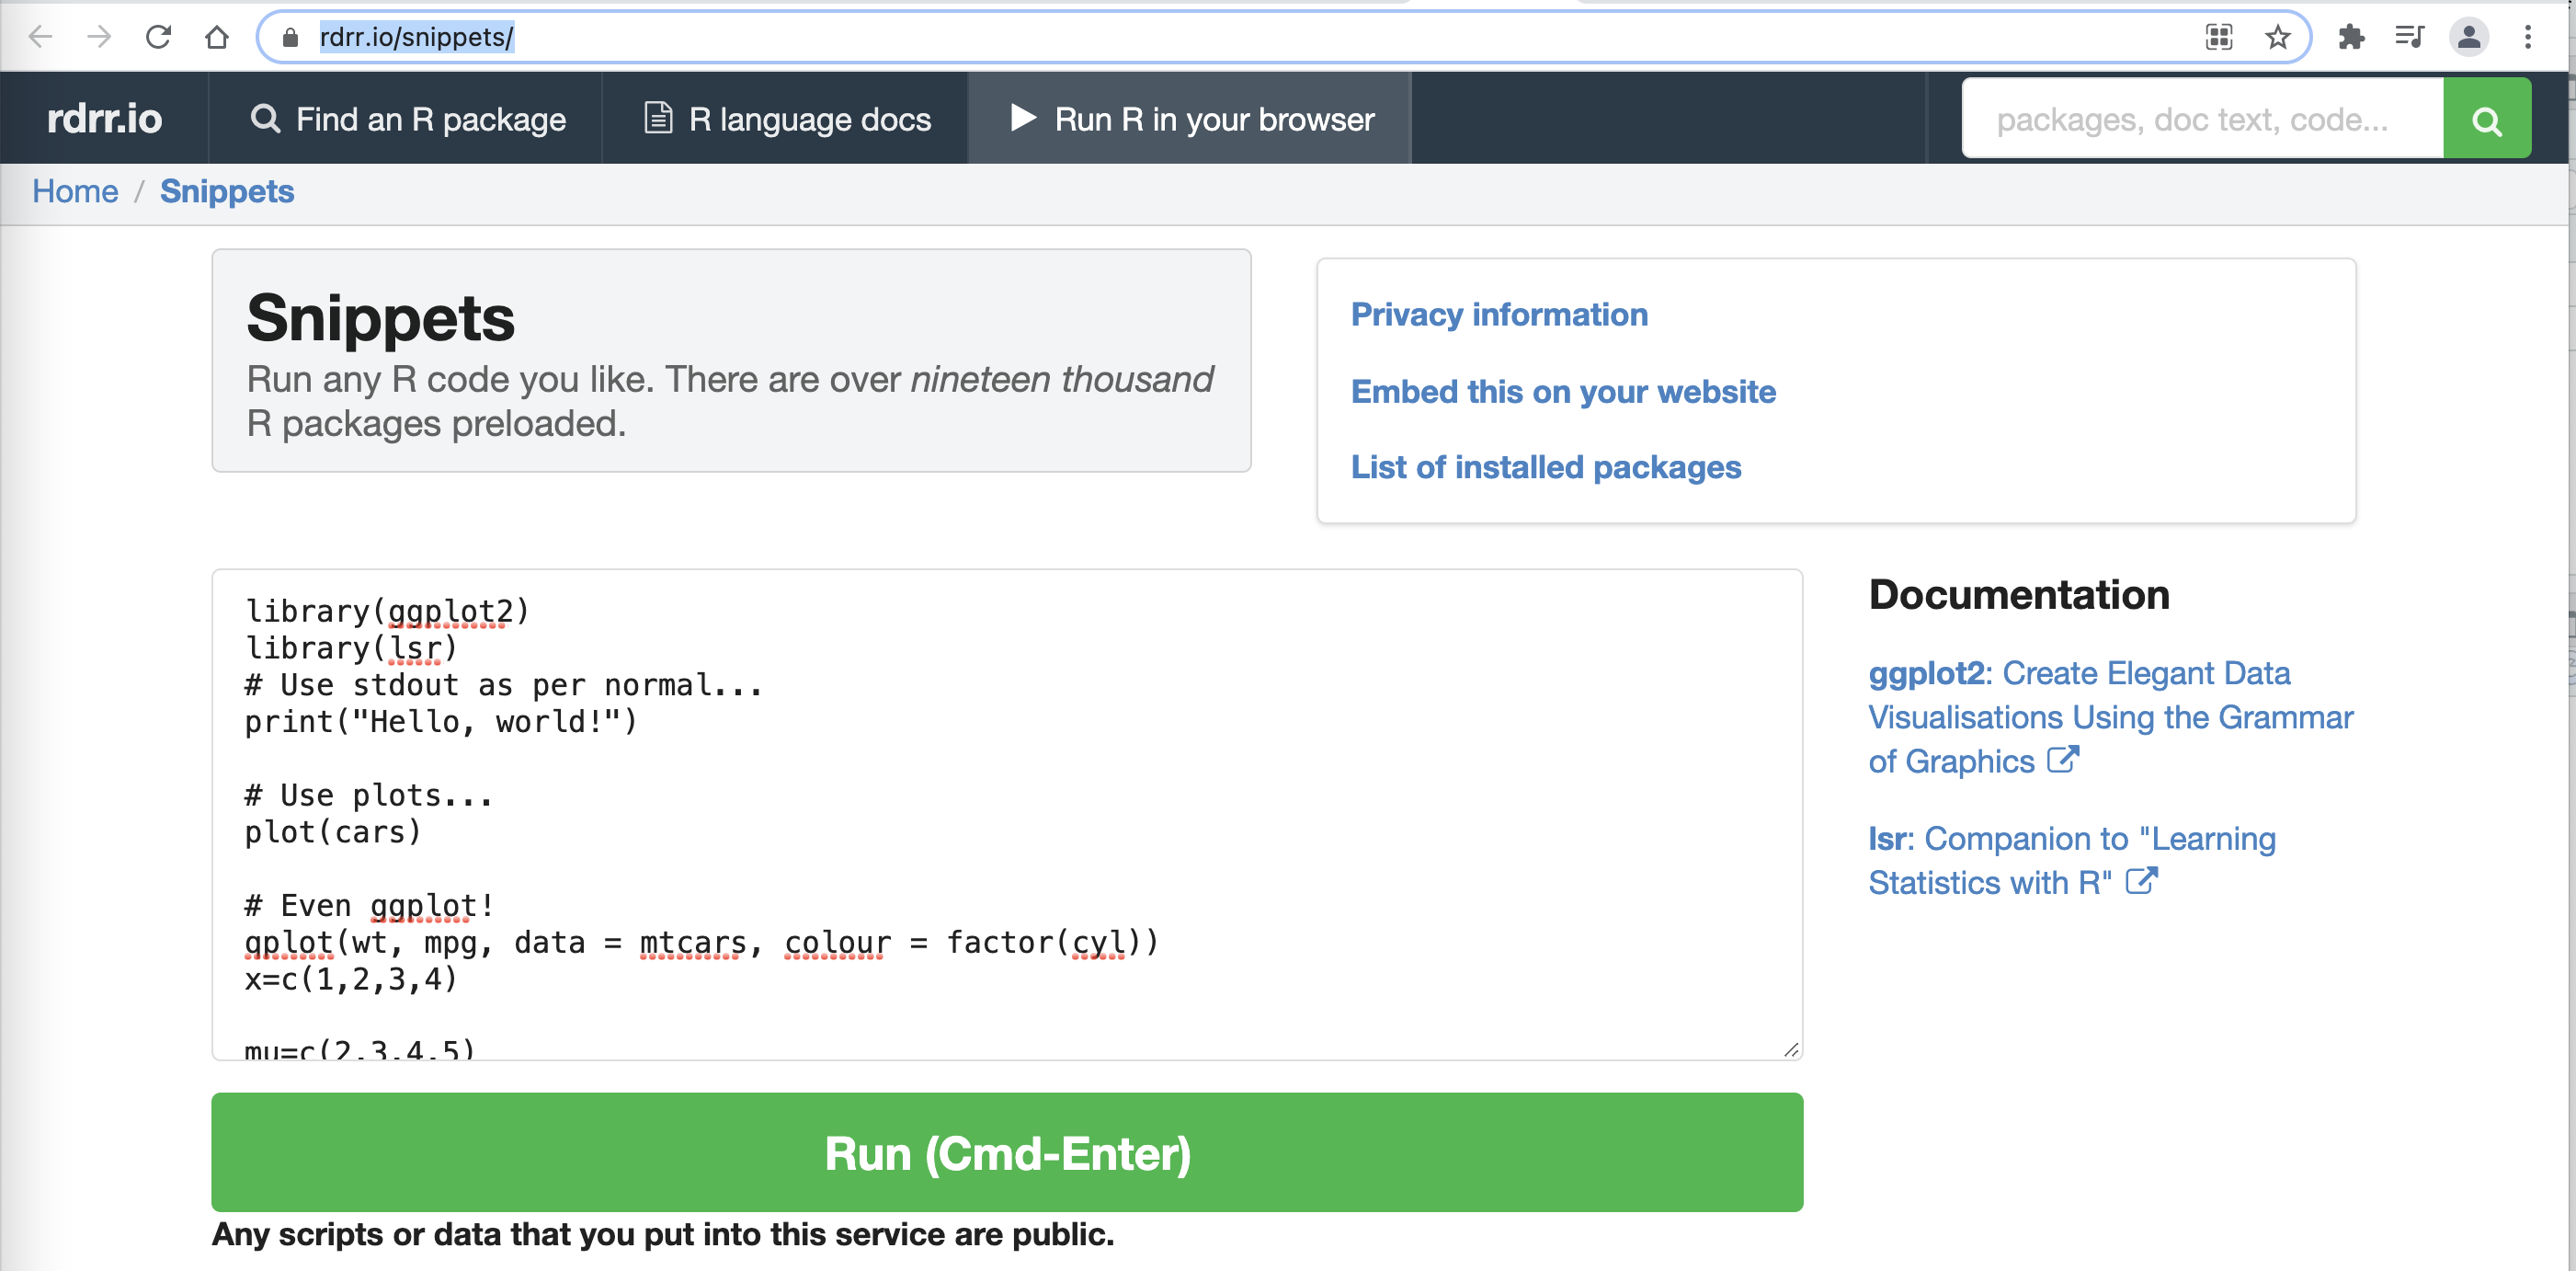 rdrr.io/snippets/
rdrr.io
Find an R package
R language docs
Run R in your browser
packages, doc text, code...
Home / Snippets
Snippets
Run any R code you like. There are over nineteen thousand
R packages preloaded.
Privacy information
Embed this on your website
List of installed packages
library(ggplot2)
library(lsr)
# Use stdout as per normal...
print("Hello, world!")
# Use plots...
plot(cars)
# Even ggplot!
qplot(wt, mpg, data = mtcars, colour = factor(cyl))
x=c(1,2,3,4)
mu=c(2,3,4,5)
Run (Cmd-Enter)
Any scripts or data that you put into this service are public.
Documentation
ggplot2: Create Elegant Data
Visualisations Using the Grammar
of Graphics
lsr: Companion to "Learning
Statistics with R"